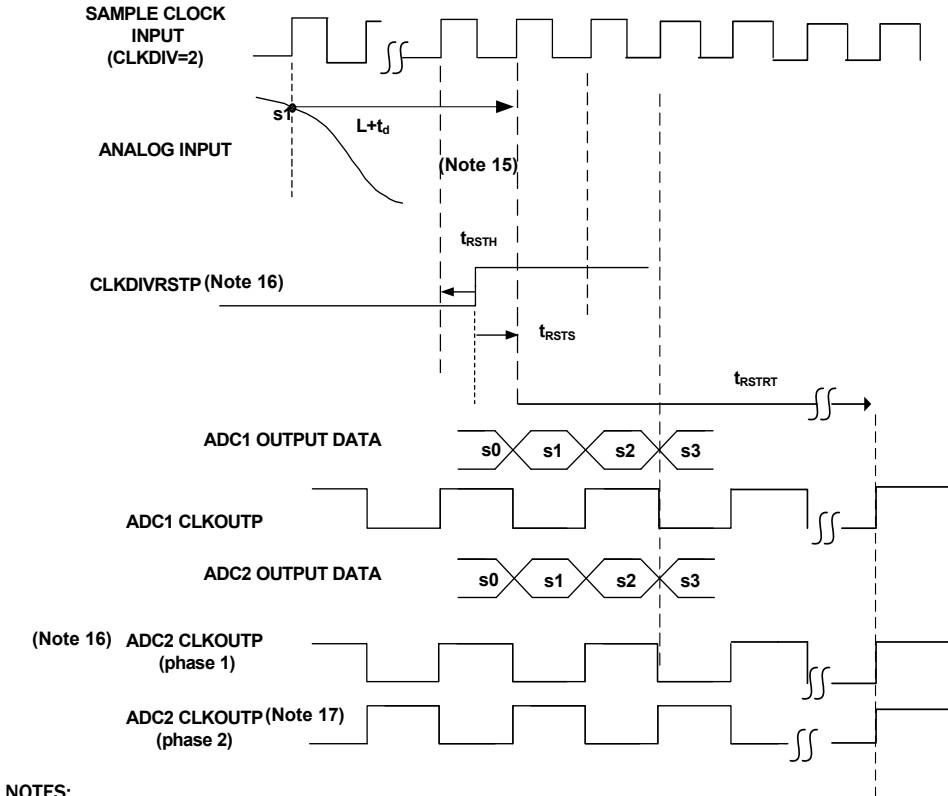 SAMPLE CLOCK
INPUT
(CLKDIV=2)
s1
L+td
ANALOG INPUT
(Note 15)
tRSTH
CLKDIVRSTP (Note 16)
tRSTS
tRSTRT
ADC1 OUTPUT DATA
s0 s1 s2 s3
ADC1 CLKOUTP
ADC2 OUTPUT DATA
s0 s1 s2 s3
(Note 16) ADC2 CLKOUTP
(phase 1)
ADC2 CLKOUTP (Note 17)
(phase 2)
NOTES: